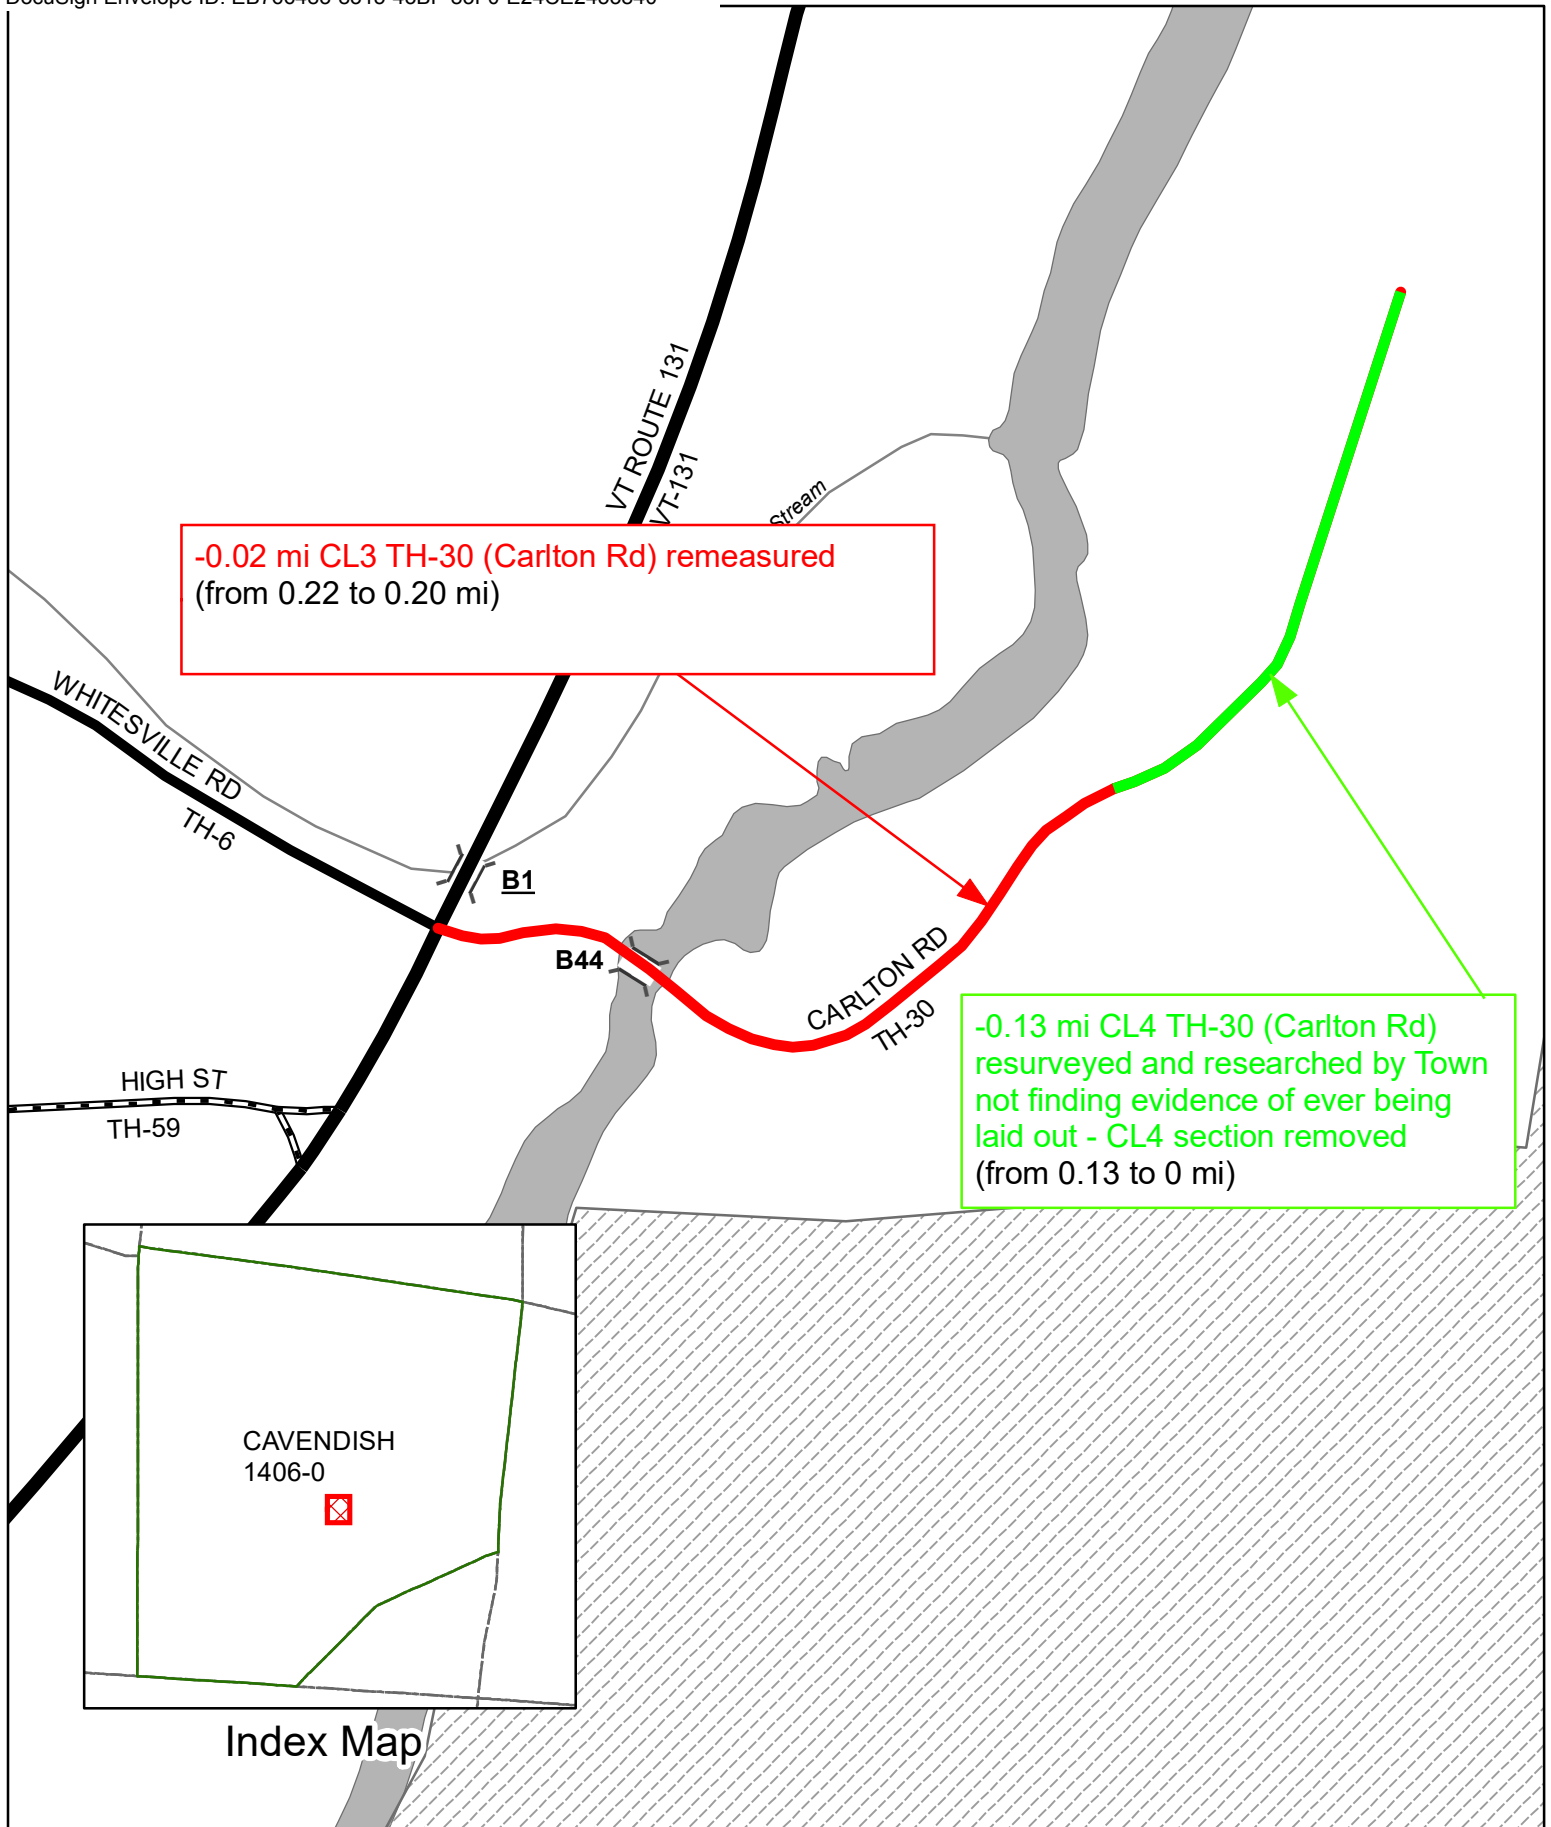 DocuSign Envelope ID:
VT ROUTE 131
VT-131
Stream
-0.02 mi CL3 TH-30 (Carlton Rd) remeasured
(from 0.22 to 0.20 mi)
WHITESVILLE RD
TH-6
B1
B44
CARLTON RD
TH-30
-0.13 mi CL4 TH-30 (Carlton Rd)
resurveyed and researched by Town
not finding evidence of ever being
laid out - CL4 section removed
(from 0.13 to 0 mi)
HIGH ST
TH-59
CAVENDISH
1406-0
Index Map